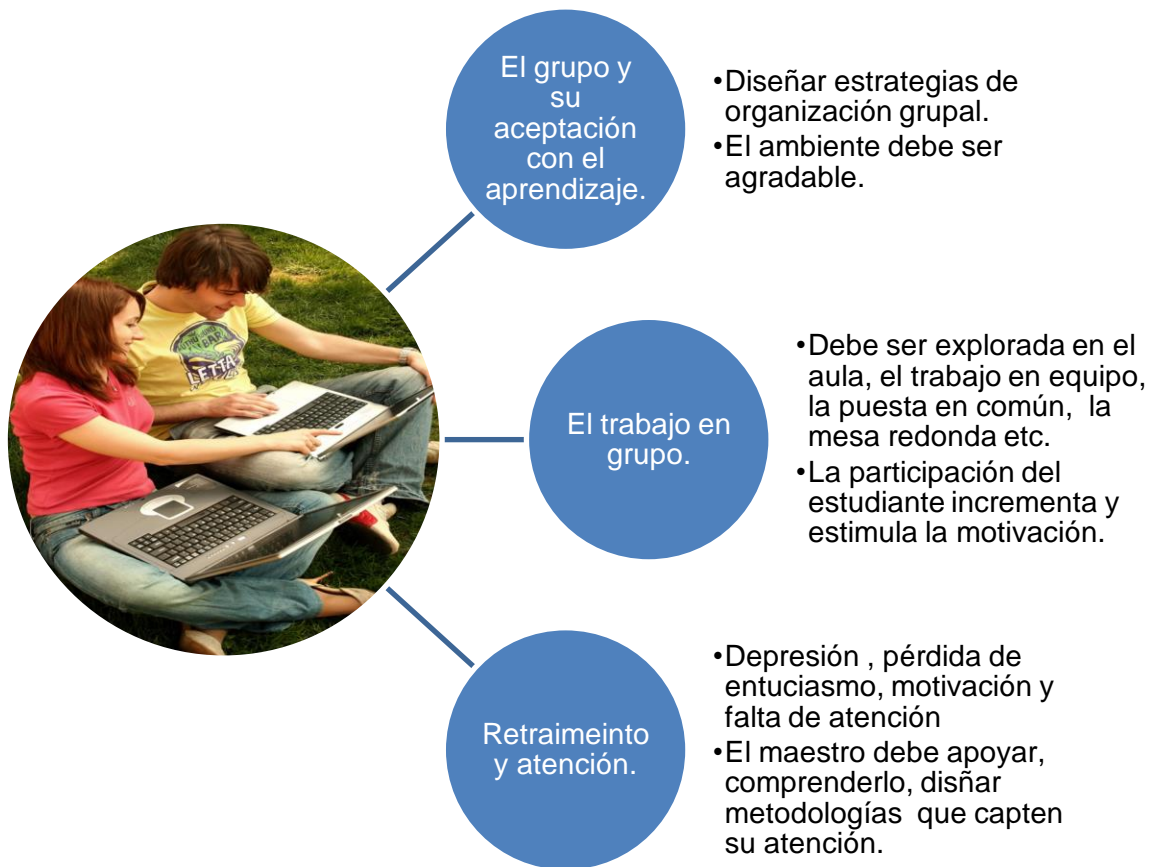 El grupo y
su
aceptación
con el
aprendizaje.
•Diseñar estrategias de
organización grupal.
•El ambiente debe ser
agradable.
LET-TA
El trabajo en
grupo.
•Debe ser explorada en el
aula, el trabajo en equipo,
la puesta en común, la
mesa redonda etc.
•La participación del
estudiante incrementa y
estimula la motivación.
Retraimeinto
y atención.
•Depresión , pérdida de
entuciasmo, motivación y
falta de atención
•El maestro debe apoyar,
comprenderlo, disñar
metodologías que capten
su atención.